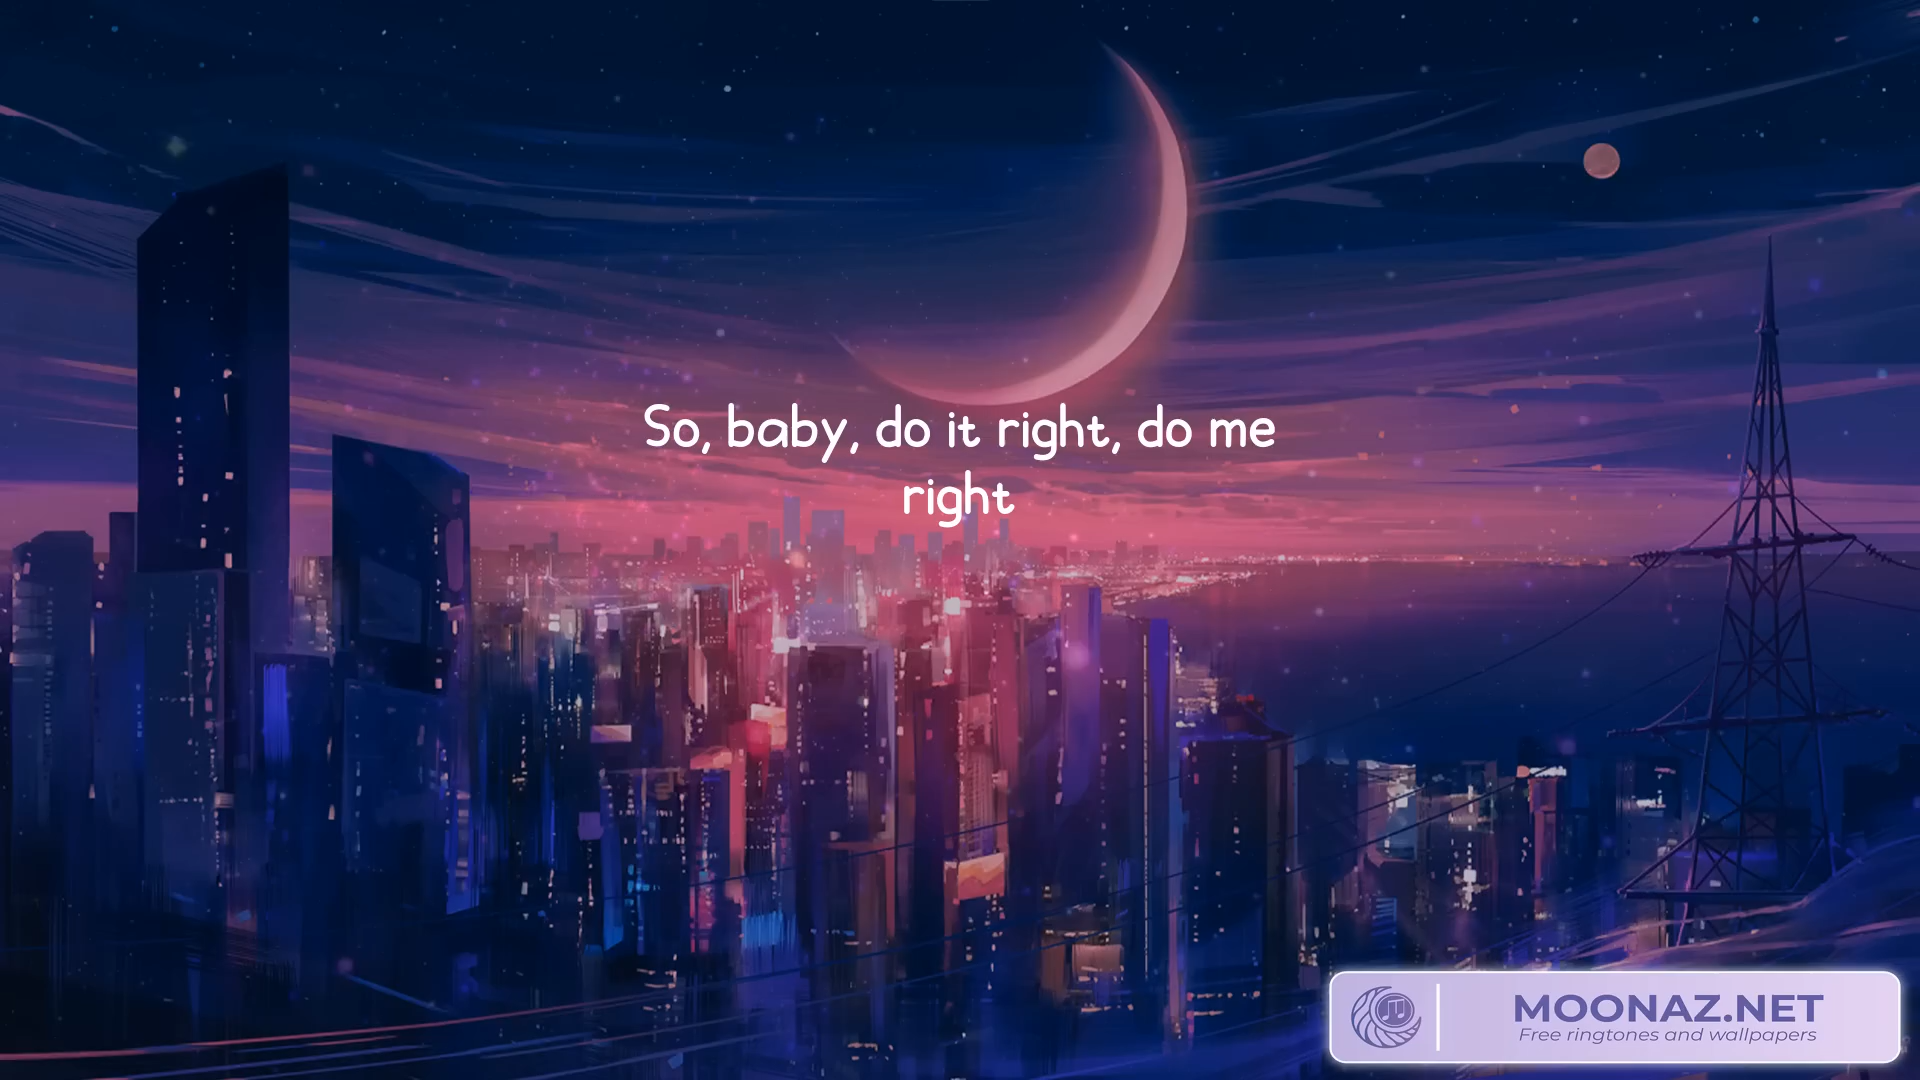 So, baby, do it right, do me
right
MOONAZ.NET
Free ringtones and wallpapers